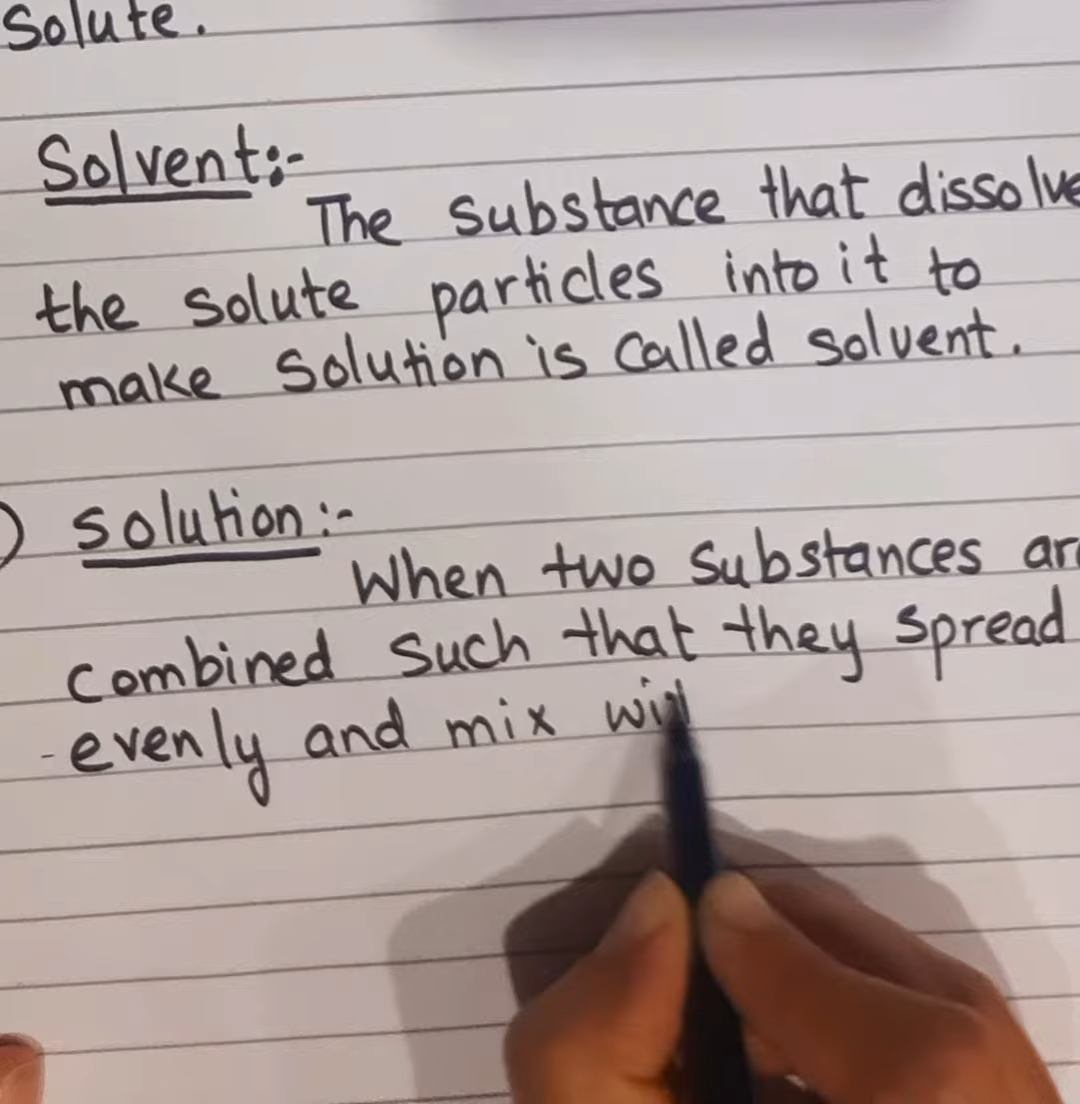 Solute.
Solvent:-
The substance that dissolve
the solute particles into it to
make solution is called solvent.
) solution:-
When two substances ar
combined such that they spread
evenly and mix wi